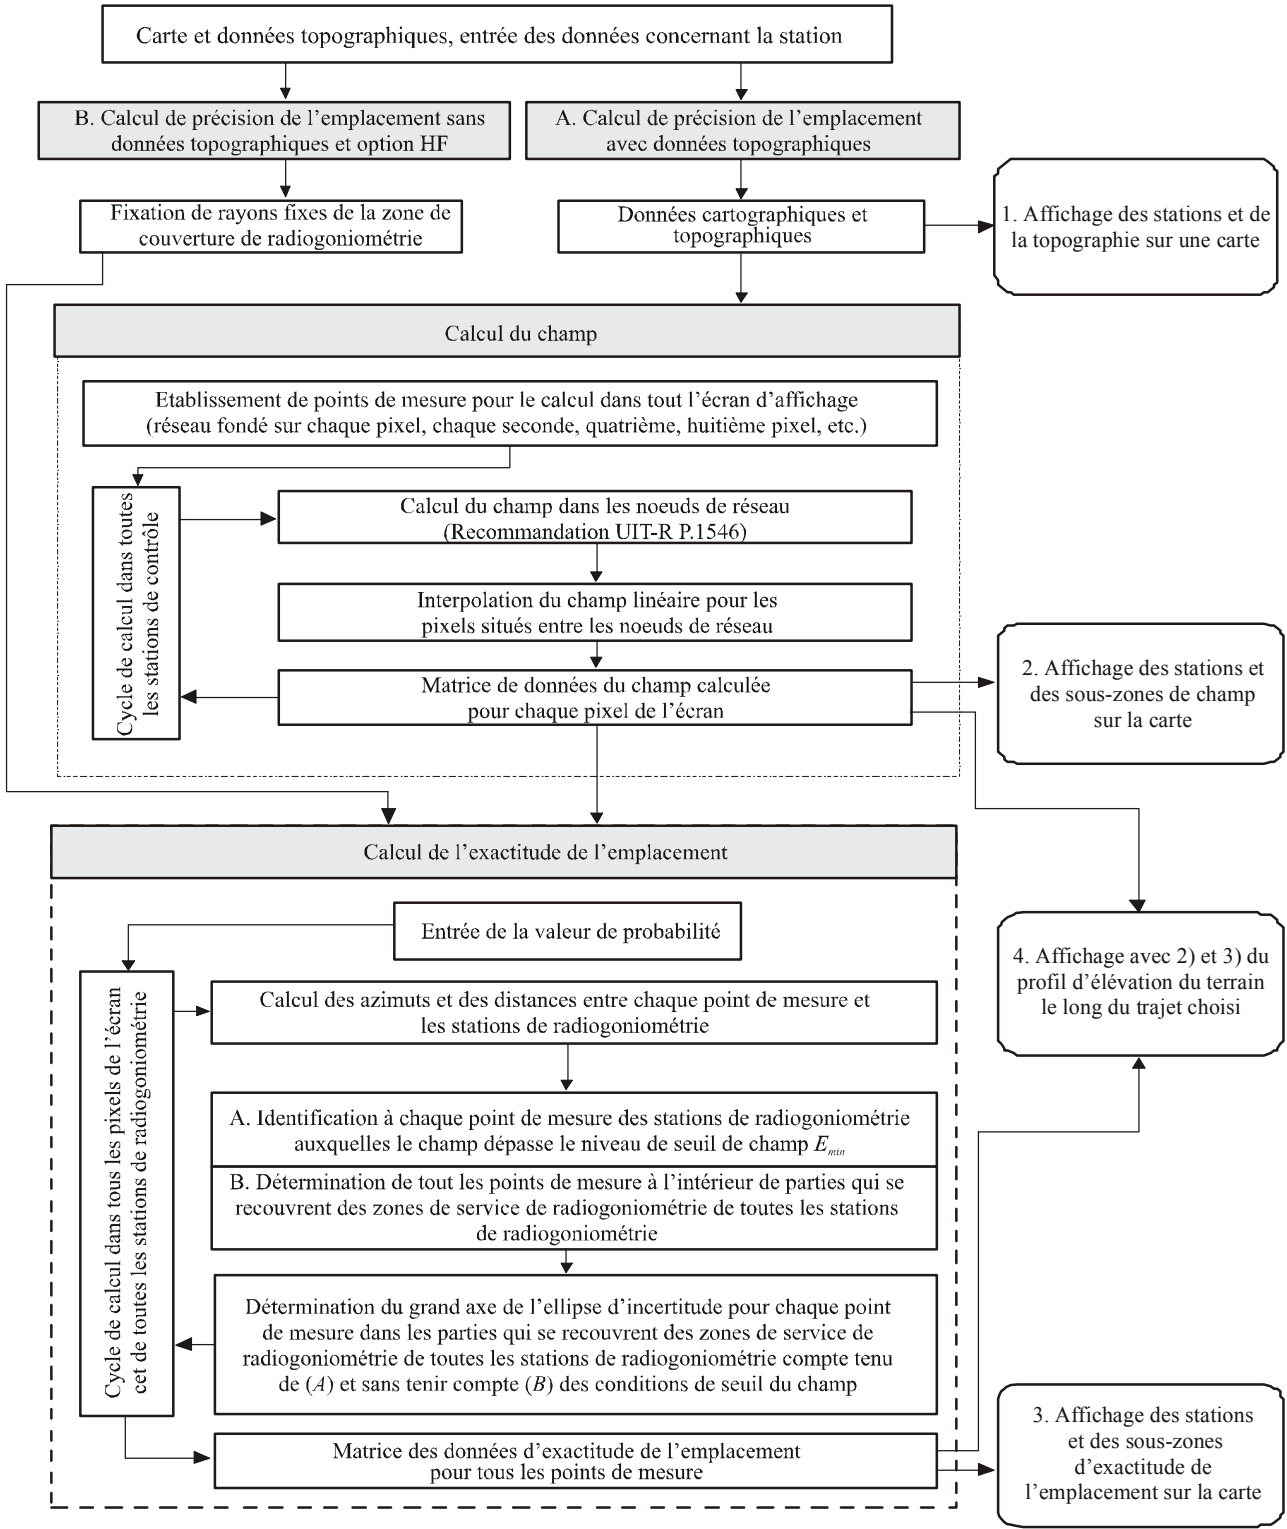 Carte et données topographiques, entrée des données concernant la station
B. Calcul de précision de l'emplacement sans
données topographiques et option HF
A. Calcul de précision de l'emplacement
avec données topographiques
Fixation de rayons fixes de la zone de
couverture de radiogoniométrie
Données cartographiques et
topographiques
1. Affichage des stations et de
la topographie sur une carte
Calcul du champ
Etablissement de points de mesure pour le calcul dans tout l'écran d'affichage
(réseau fondé sur chaque pixel, chaque seconde, quatrième, huitième pixel, etc.)
Cycle de calcul dans toutes
les stations de contrôle
Calcul du champ dans les noeuds de réseau
(Recommandation UIT-R P.1546)
Interpolation du champ linéaire pour les
pixels situés entre les noeuds de réseau
Matrice de données du champ calculée
pour chaque pixel de l'écran
2. Affichage des stations et
des sous-zones de champ
sur la carte
Calcul de l'exactitude de l'emplacement
Entrée de la valeur de probabilité
Cycle de calcul dans tous les pixels de l'écran
cet de toutes les stations de radiogoniométrie
Calcul des azimuts et des distances entre chaque point de mesure et
les stations de radiogoniométrie
4. Affichage avec 2) et 3) du
profil d'élévation du terrain
le long du trajet choisi
A. Identification à chaque point de mesure des stations de radiogoniométrie
auxquelles le champ dépasse le niveau de seuil de champ E_min
B. Détermination de tout les points de mesure à l'intérieur de parties qui se
recouvrent des zones de service de radiogoniométrie de toutes les stations
de radiogoniométrie
Détermination du grand axe de l'ellipse d'incertitude pour chaque point
de mesure dans les parties qui se recouvrent des zones de service de
radiogoniométrie de toutes les stations de radiogoniométrie compte tenu
de (A) et sans tenir compte (B) des conditions de seuil du champ
Matrice des données d'exactitude de l'emplacement
pour tous les points de mesure
3. Affichage des stations
et des sous-zones
d'exactitude de
l'emplacement sur la carte